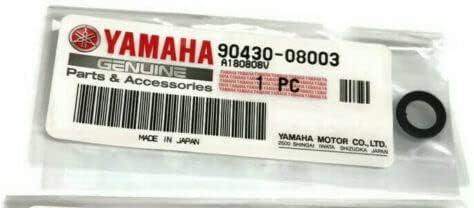 YAMAHA 90430-08003
GENUINE A180808V
Parts & Accessories 1 PC
MADE IN JAPAN
YAMAHA MOTOR CO.,LTD.
2500 SHINGAI IWATA SHIZUOKA JAPAN